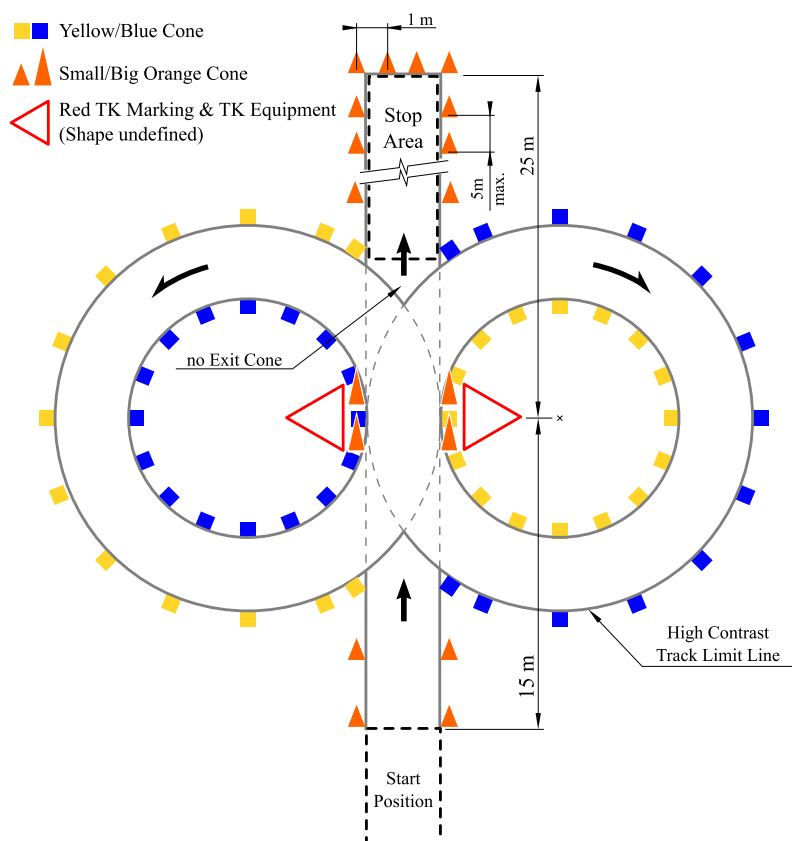 Yellow/Blue Cone
Small/Big Orange Cone
Red TK Marking & TK Equipment
(Shape undefined)
1 m
Stop
Area
5m
max.
25 m
no Exit Cone
15 m
High Contrast
Track Limit Line
Start
Position